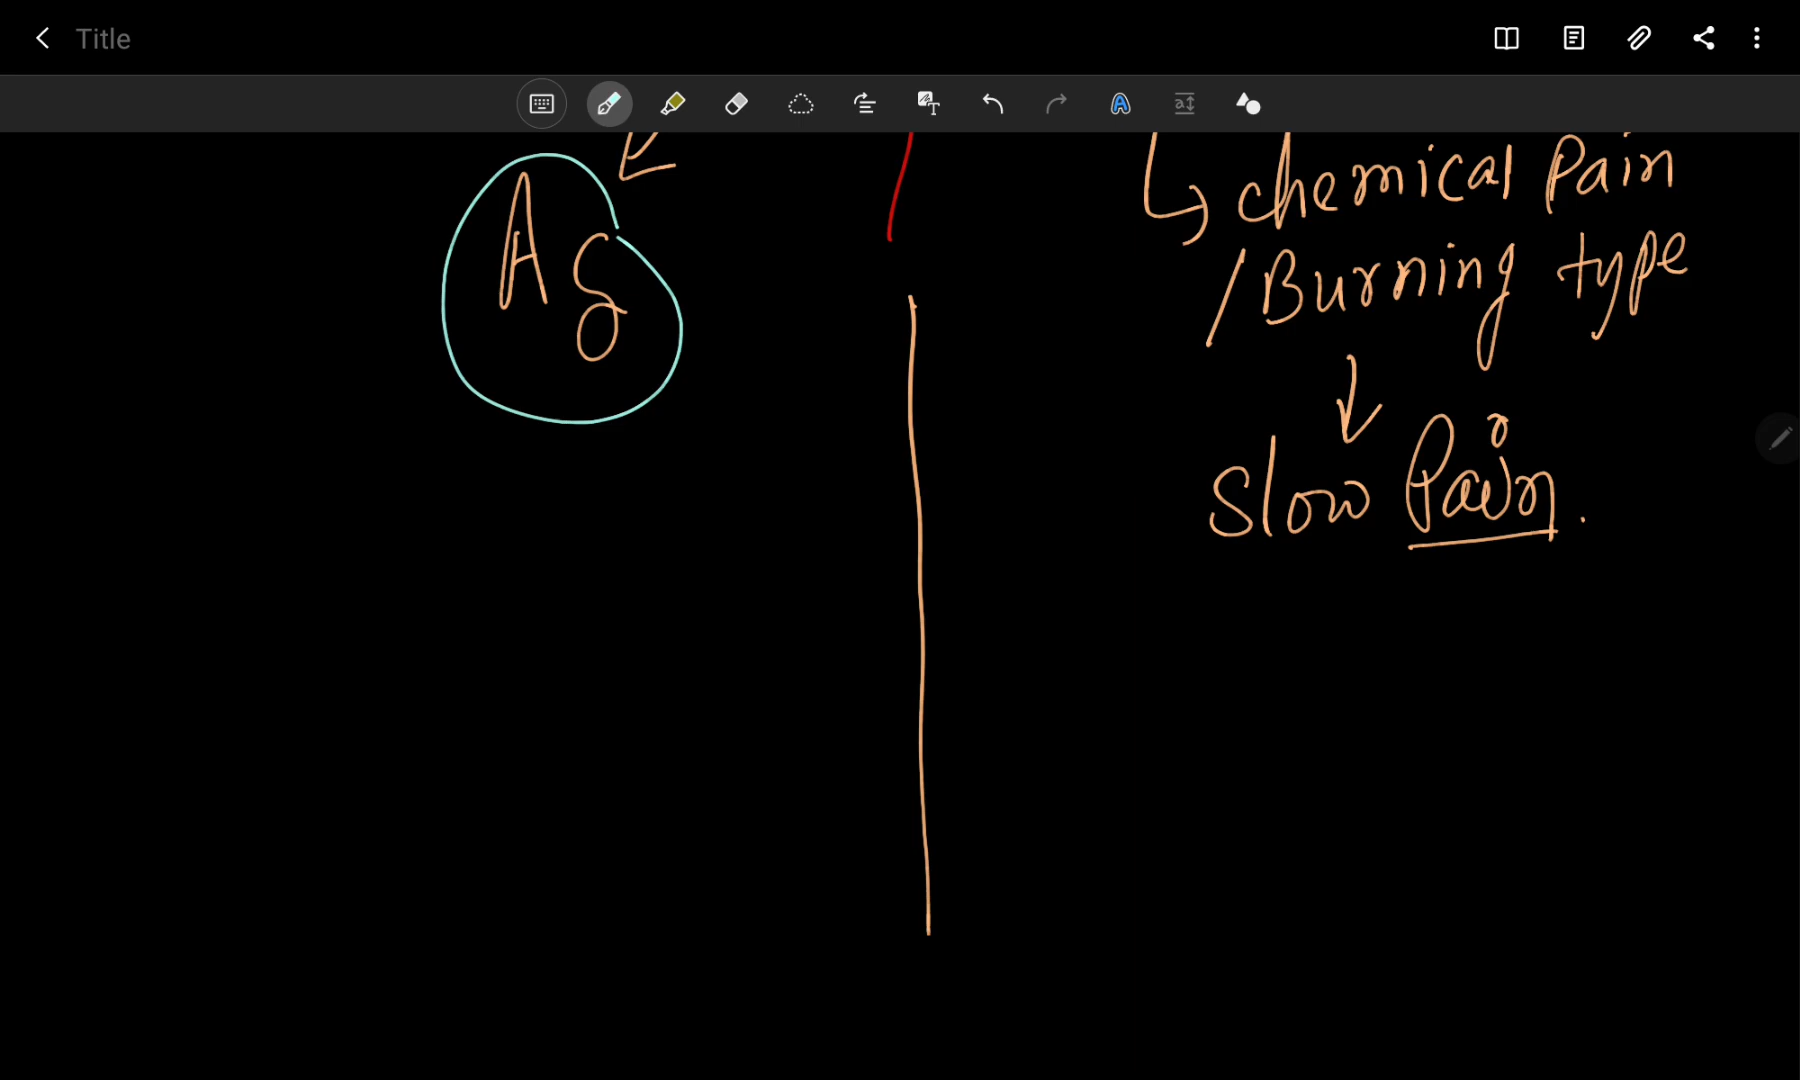 Title
Aδ
↳ chemical Pain
/Burning type
↓
Slow Pain.